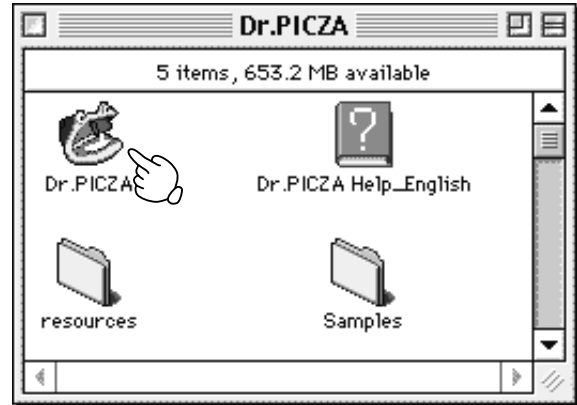 Dr.PICZA
5 items, 653.2 MB available
Dr.PICZA
Dr.PICZA Help_English
resources
Samples